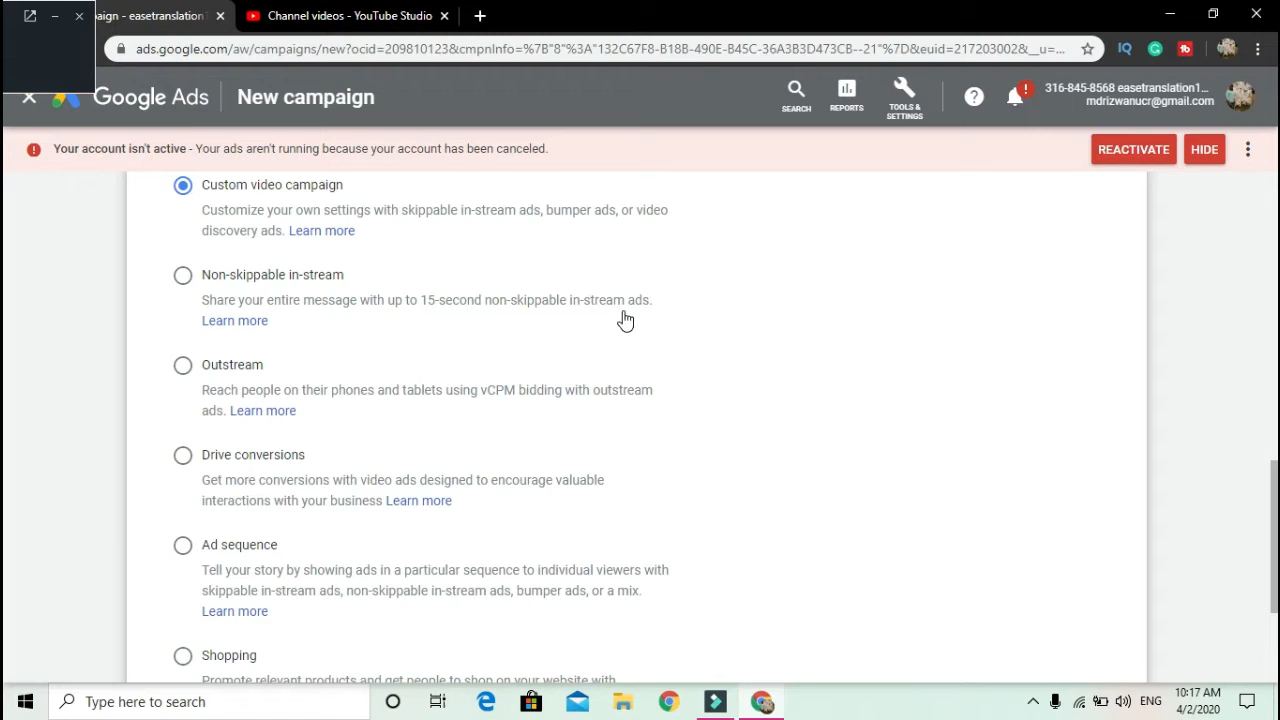 aign - easetranslation
Channel videos - YouTube Studio
ads.google.com/aw/campaigns/new?ocid=209810123&cmpnInfo=%7B"8"%3A"132C67F8-B18B-490E-B45C-36A3B3D473CB--21"%7D&euid=217203002&__u=...
Google Ads
New campaign
SEARCH
REPORTS
TOOLS &
SETTINGS
316-845-8568 easetranslation1...
mdrizwanucr@gmail.com
Your account isn't active - Your ads aren't running because your account has been canceled.
REACTIVATE
HIDE
Custom video campaign
Customize your own settings with skippable in-stream ads, bumper ads, or video
discovery ads. Learn more
Non-skippable in-stream
Share your entire message with up to 15-second non-skippable in-stream ads.
Learn more
Outstream
Reach people on their phones and tablets using vCPM bidding with outstream
ads. Learn more
Drive conversions
Get more conversions with video ads designed to encourage valuable
interactions with your business Learn more
Ad sequence
Tell your story by showing ads in a particular sequence to individual viewers with
skippable in-stream ads, non-skippable in-stream ads, bumper ads, or a mix.
Learn more
Shopping
Promote relevant products and get people to shop on your website with
Type here to search
ENG
10:17 AM
4/2/2020